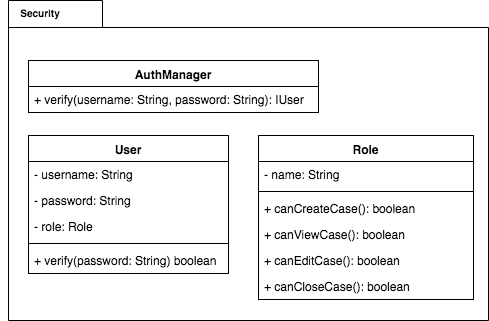 Security
AuthManager
+ verify(username: String, password: String): IUser
User
- username: String
- password: String
- role: Role
+ verify(password: String) boolean
Role
- name: String
+ canCreateCase(): boolean
+ canViewCase(): boolean
+ canEditCase(): boolean
+ canCloseCase(): boolean